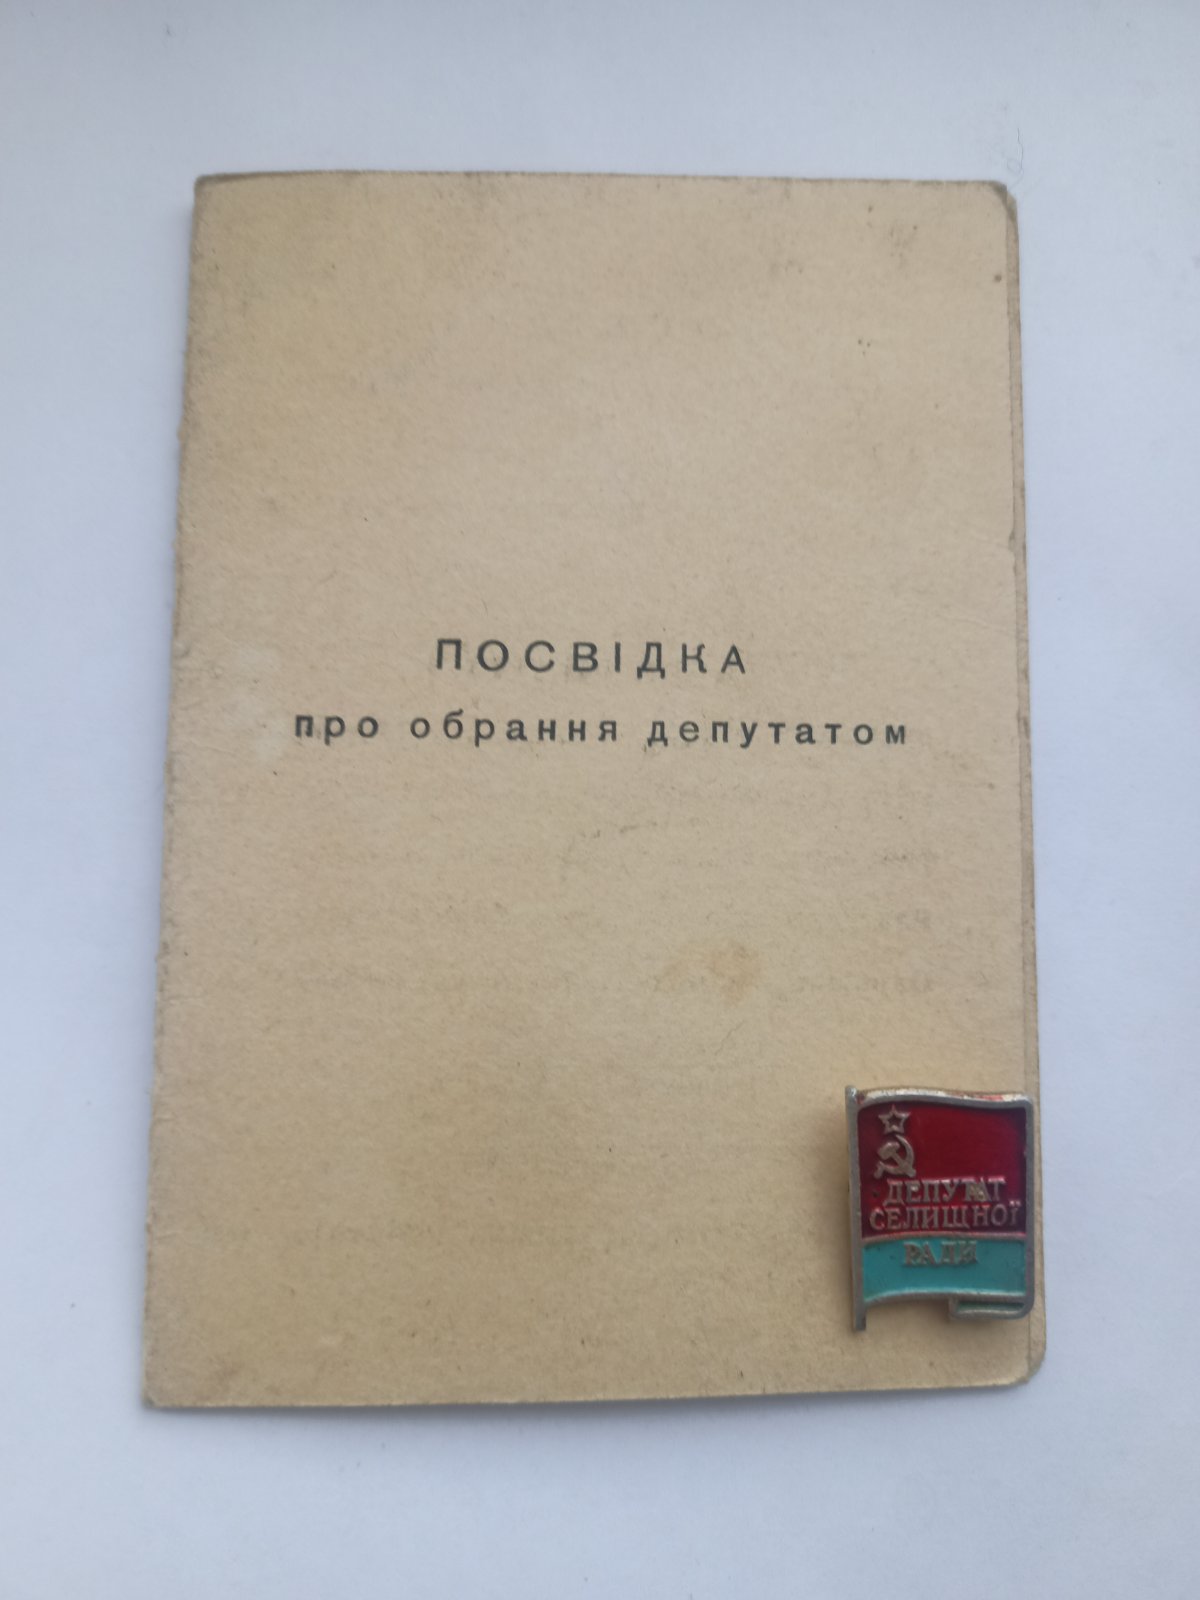 ПОСВІДКА
про обрання депутатом
ДЕПУТАТ
СЕЛИЩНОЇ
РАДИ